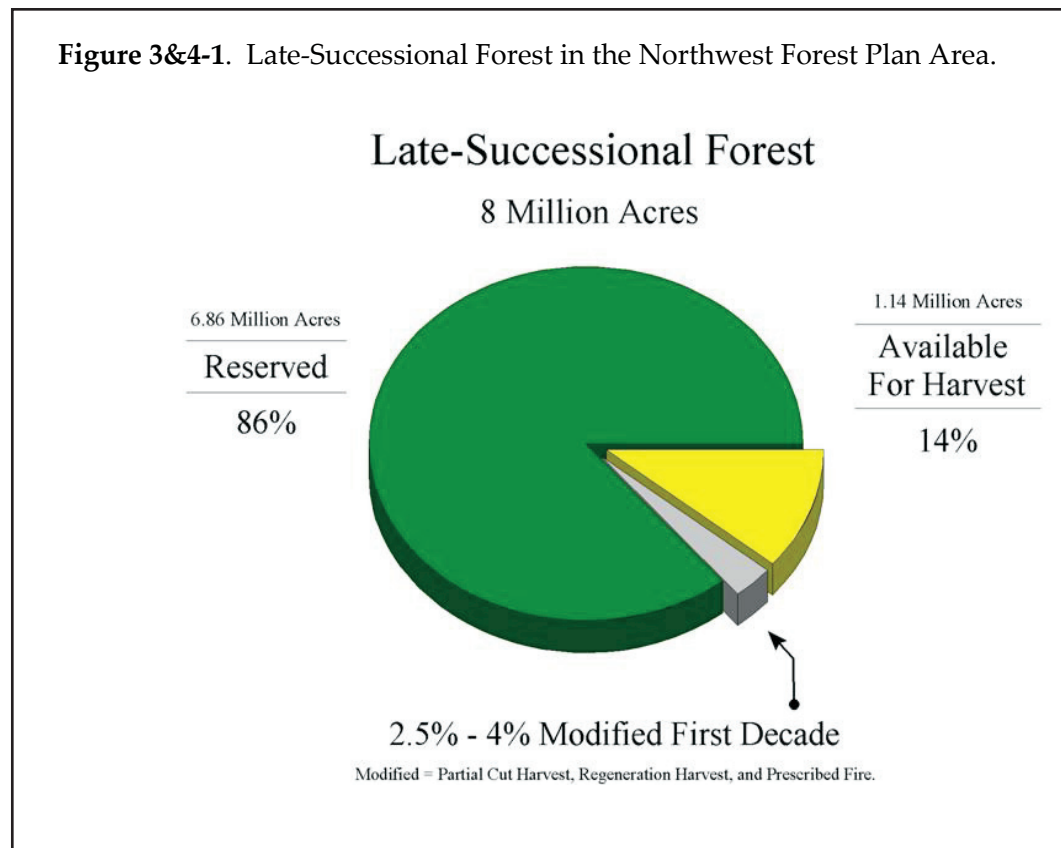 Figure 3&4-1. Late-Successional Forest in the Northwest Forest Plan Area.
Late-Successional Forest
8 Million Acres
6.86 Million Acres
Reserved
86%
1.14 Million Acres
Available
For Harvest
14%
2.5% - 4% Modified First Decade
Modified = Partial Cut Harvest, Regeneration Harvest, and Prescribed Fire.